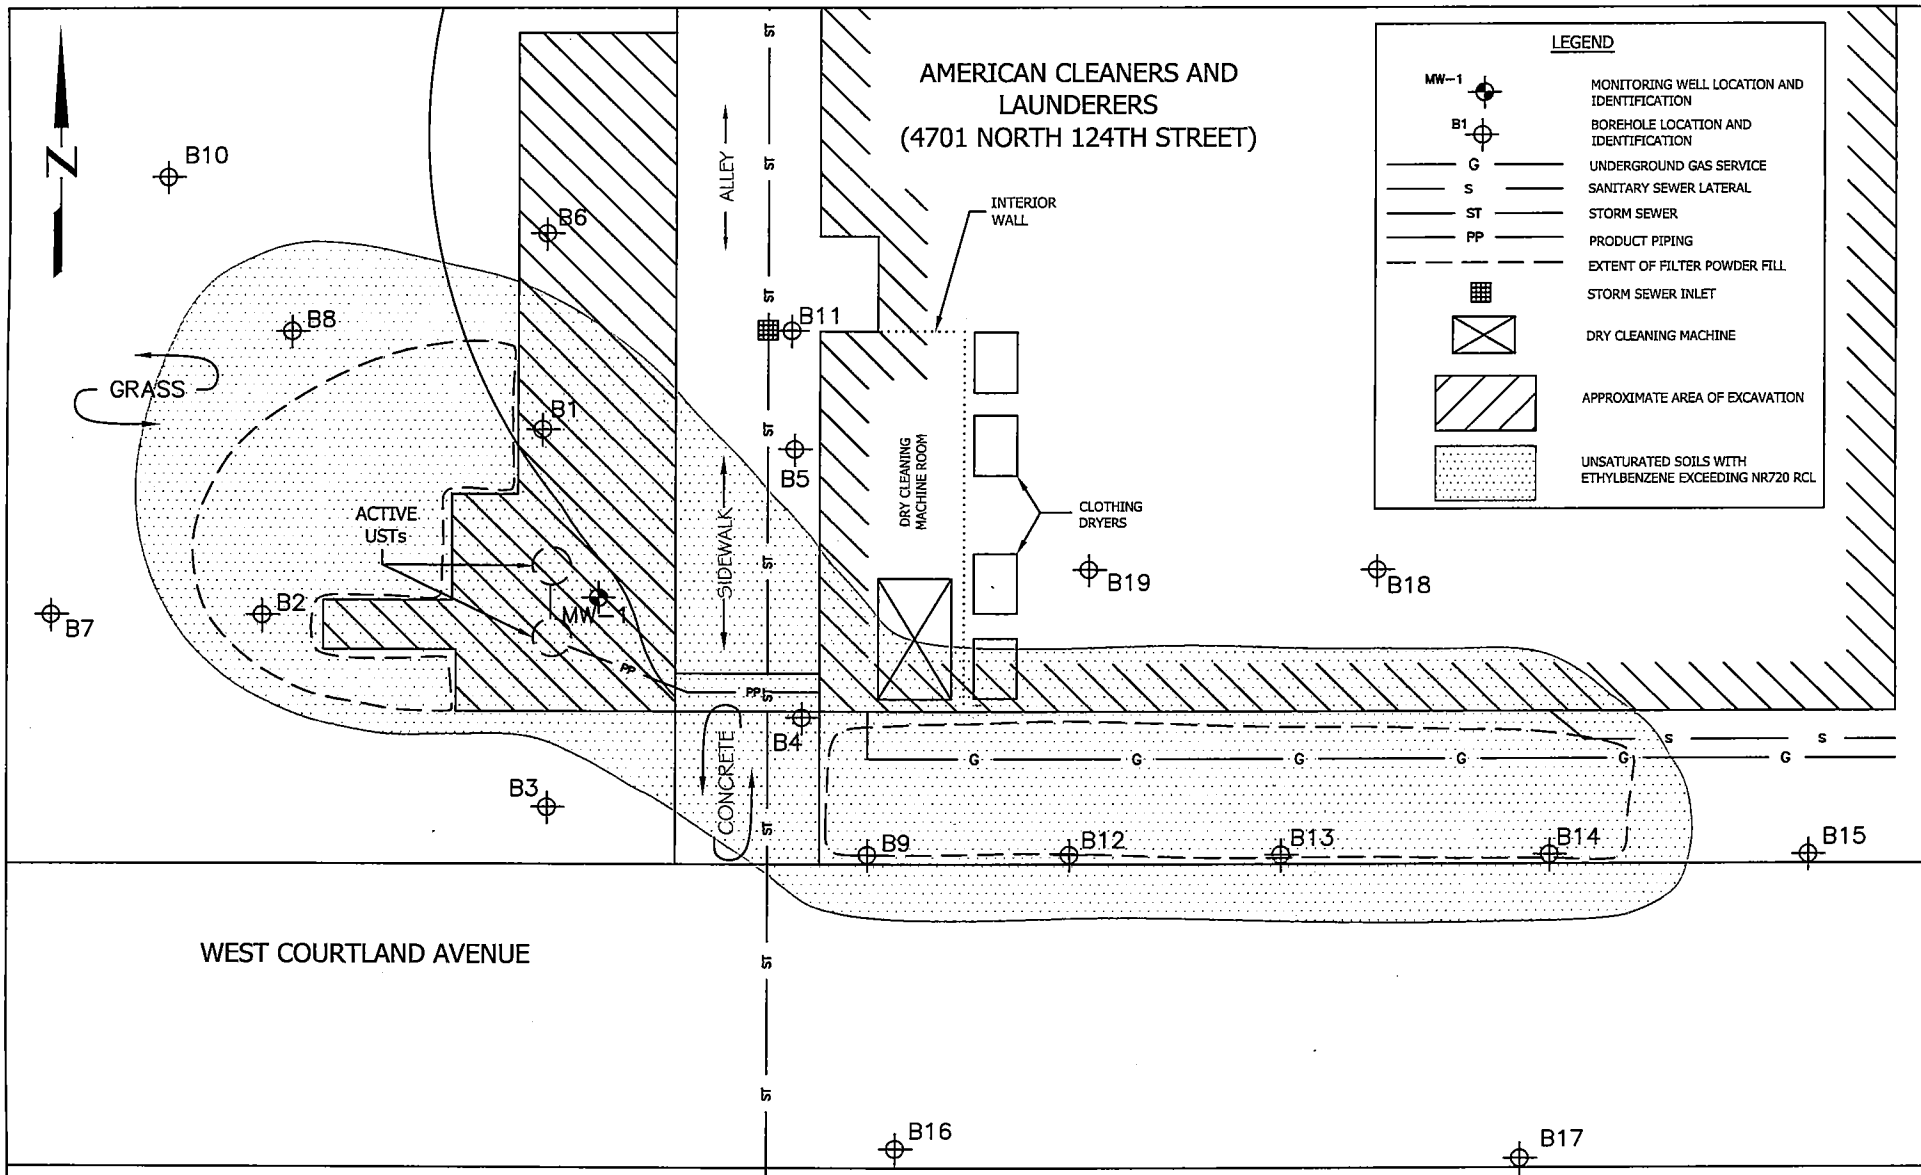 AMERICAN CLEANERS AND
LAUNDERERS
(4701 NORTH 124TH STREET)
LEGEND
MW-1
MONITORING WELL LOCATION AND
IDENTIFICATION
B1
BOREHOLE LOCATION AND
IDENTIFICATION
G
UNDERGROUND GAS SERVICE
S
SANITARY SEWER LATERAL
ST
STORM SEWER
PP
PRODUCT PIPING
EXTENT OF FILTER POWDER FILL
STORM SEWER INLET
DRY CLEANING MACHINE
APPROXIMATE AREA OF EXCAVATION
UNSATURATED SOILS WITH
ETHYLBENZENE EXCEEDING NR720 RCL
N
B10
B6
B8
GRASS
B1
ACTIVE
USTs
MW-1
B2
B7
B3
PP
PP
ALLEY
SIDEWALK
CONCRETE
ST
ST
ST
ST
ST
ST
ST
ST
ST
ST
B11
B5
B4
INTERIOR
WALL
DRY CLEANING
MACHINE ROOM
CLOTHING
DRYERS
B19
B18
S
S
G
G
G
G
G
G
B9
B12
B13
B14
B15
WEST COURTLAND AVENUE
B16
B17